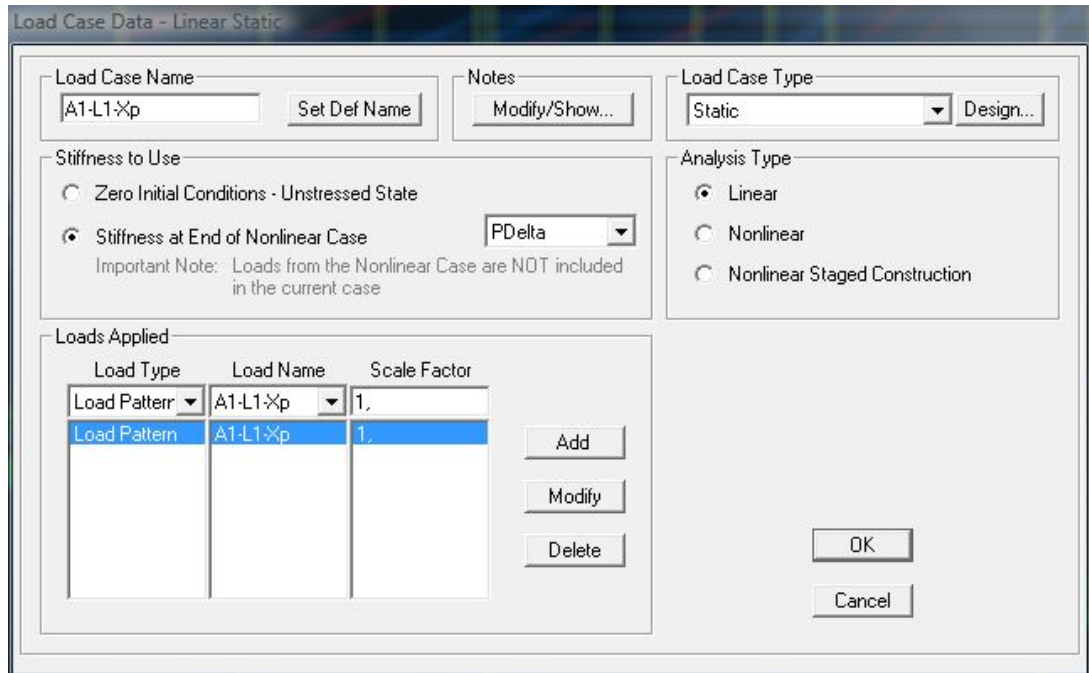 Load Case Data - Linear Static
Load Case Name
A1-L1-Xp
Set Def Name
Notes
Modify/Show...
Load Case Type
Static
Design...
Stiffness to Use
Zero Initial Conditions - Unstressed State
Stiffness at End of Nonlinear Case
PDelta
Important Note: Loads from the Nonlinear Case are NOT included
in the current case
Analysis Type
Linear
Nonlinear
Nonlinear Staged Construction
Loads Applied
Load Type Load Name Scale Factor
Load Pattern A1-L1-Xp 1,
Load Pattern A1-L1-Xp 1,
Add
Modify
Delete
OK
Cancel